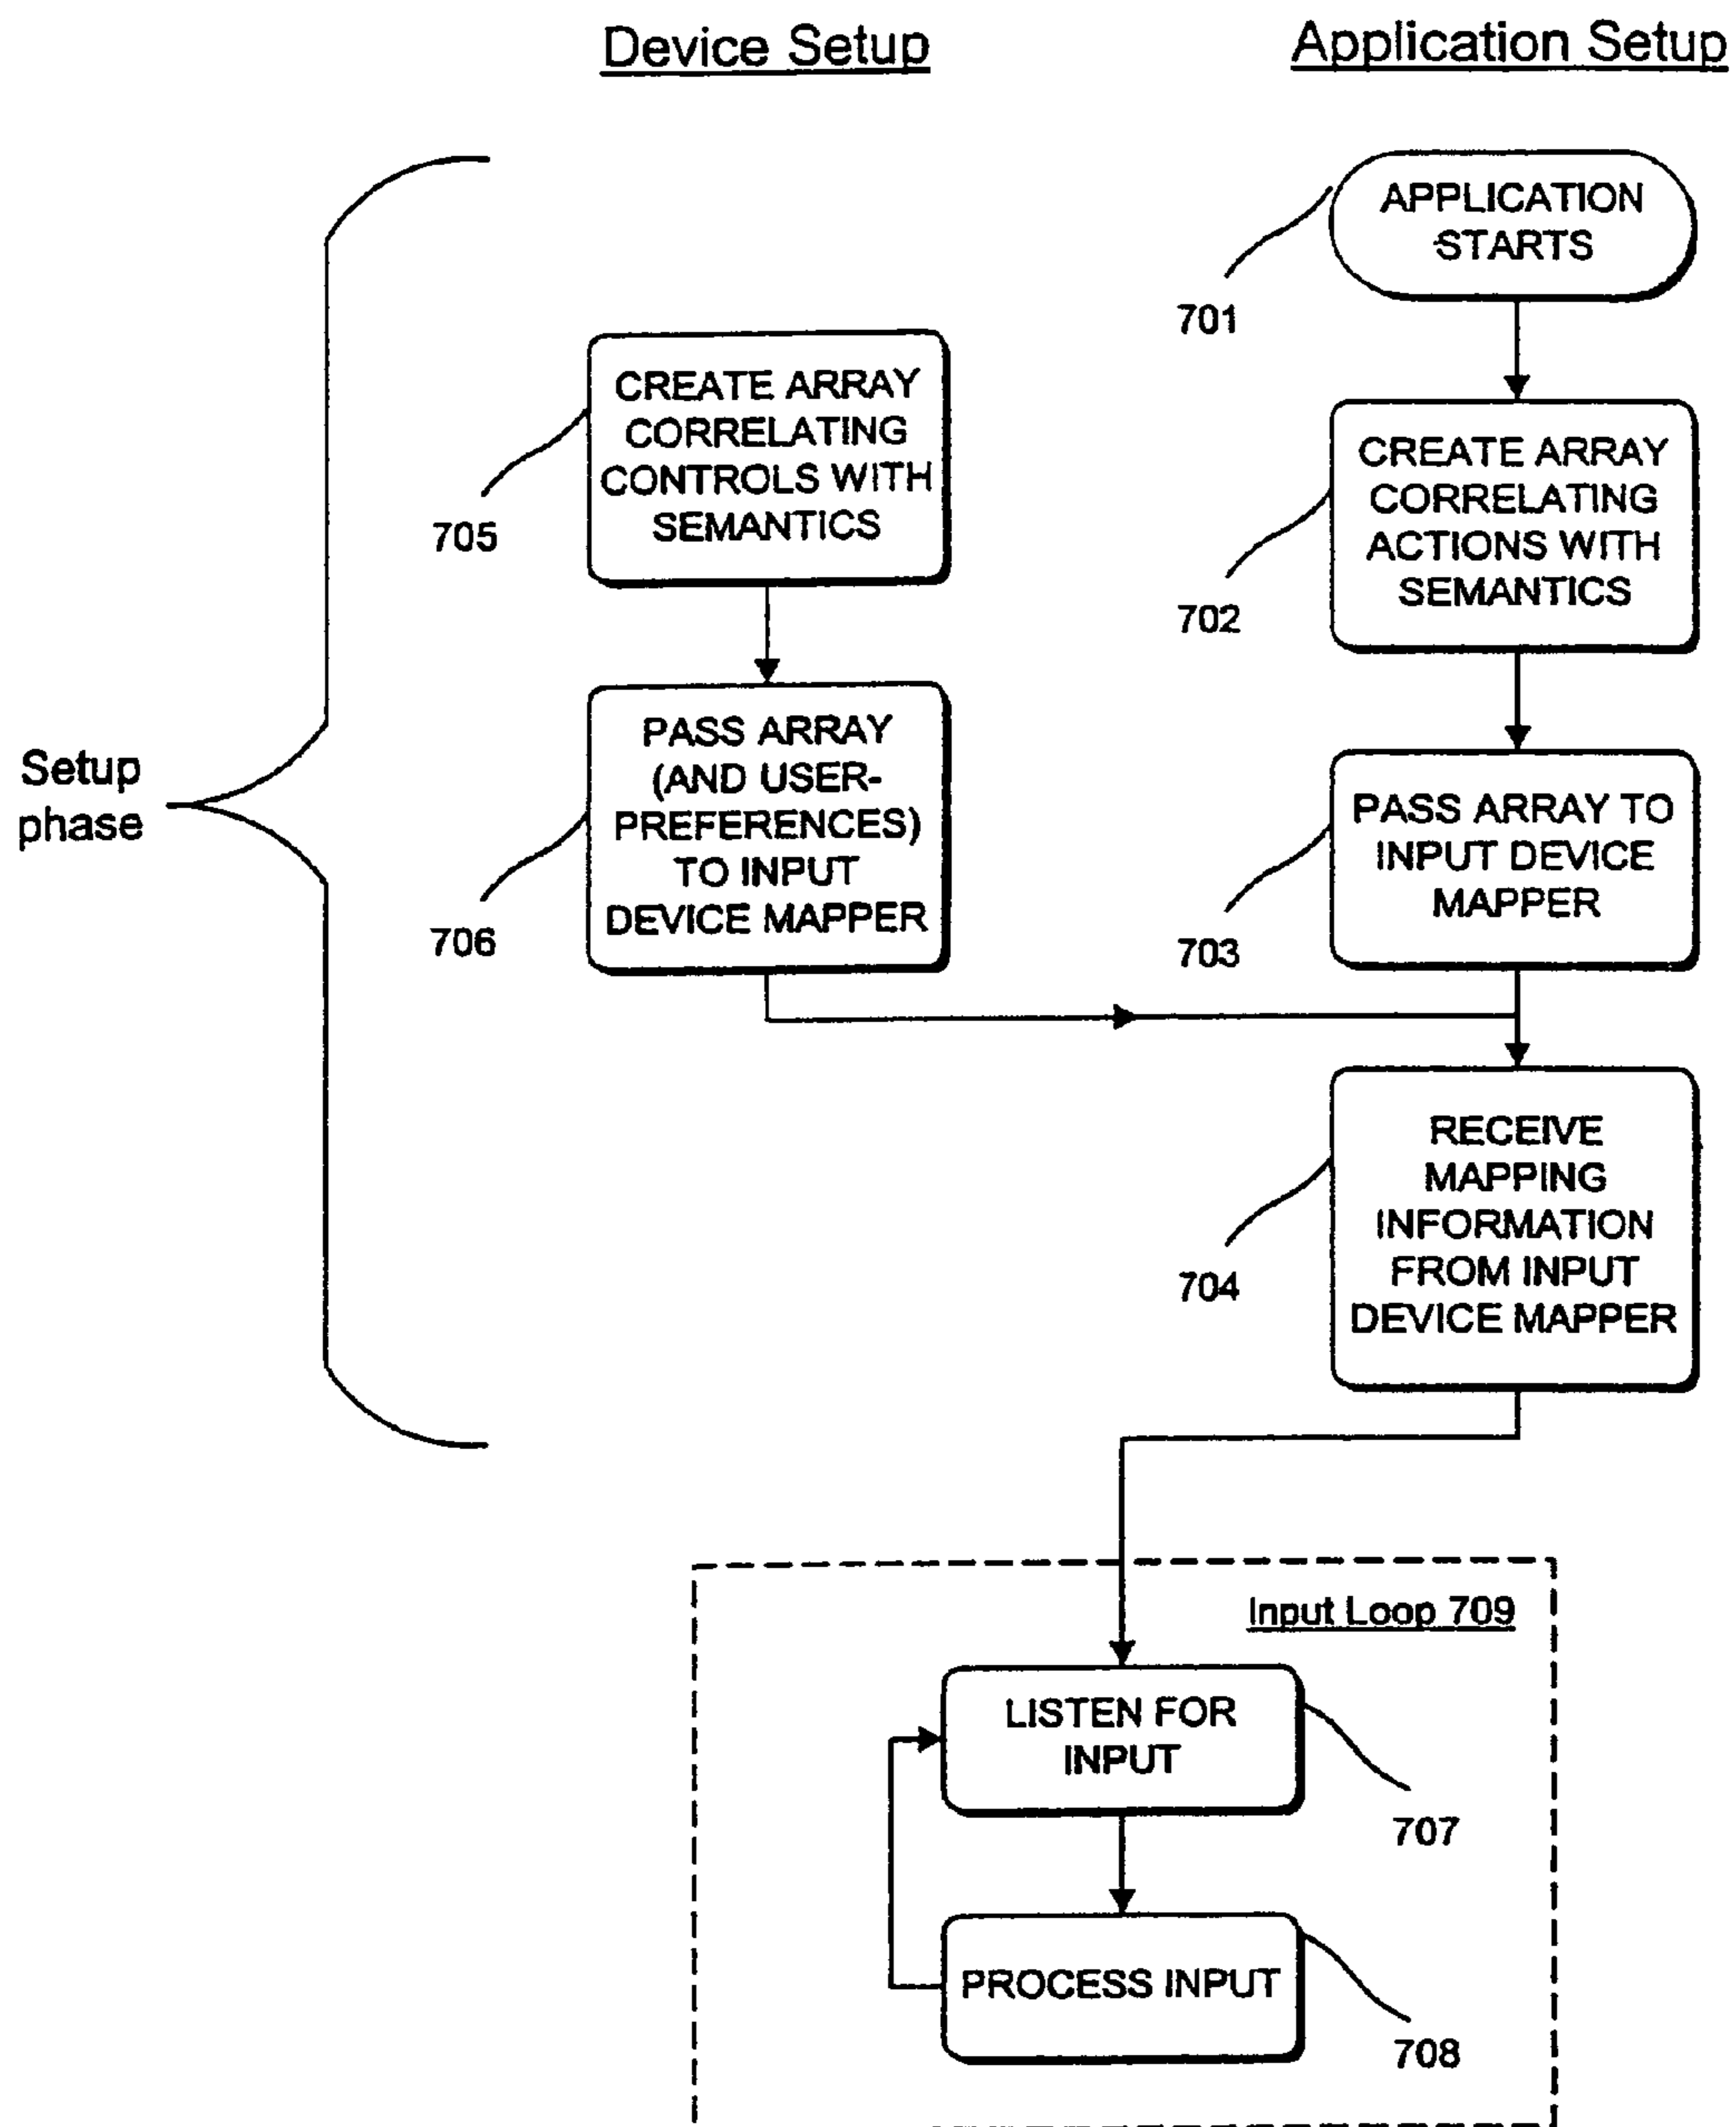 Device Setup
Application Setup
APPLICATION
STARTS
701
CREATE ARRAY
CORRELATING
CONTROLS WITH
SEMANTICS
705
CREATE ARRAY
CORRELATING
ACTIONS WITH
SEMANTICS
702
Setup
phase
PASS ARRAY
(AND USER-
PREFERENCES)
TO INPUT
DEVICE MAPPER
706
PASS ARRAY TO
INPUT DEVICE
MAPPER
703
RECEIVE
MAPPING
INFORMATION
FROM INPUT
DEVICE MAPPER
704
Input Loop 709
LISTEN FOR
INPUT
707
PROCESS INPUT
708